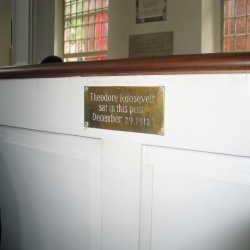 Theodore Roosevelt
sat in this pew
December 29, 1912